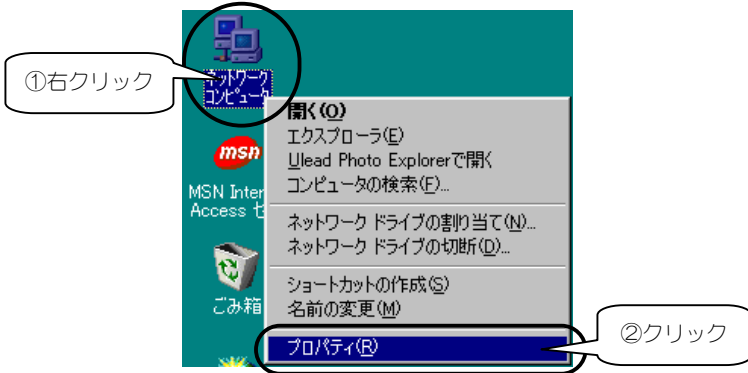 ①右クリック
ネットワーク
コンピュータ
開く(O)
エクスプローラ(E)
Ulead Photo Explorerで開く
コンピュータの検索(F)...
msn
MSN Inter
Access セ
ネットワーク ドライブの割り当て(N)...
ネットワーク ドライブの切断(D)...
ショートカットの作成(S)
名前の変更(M)
ごみ箱
プロパティ(R)
②クリック